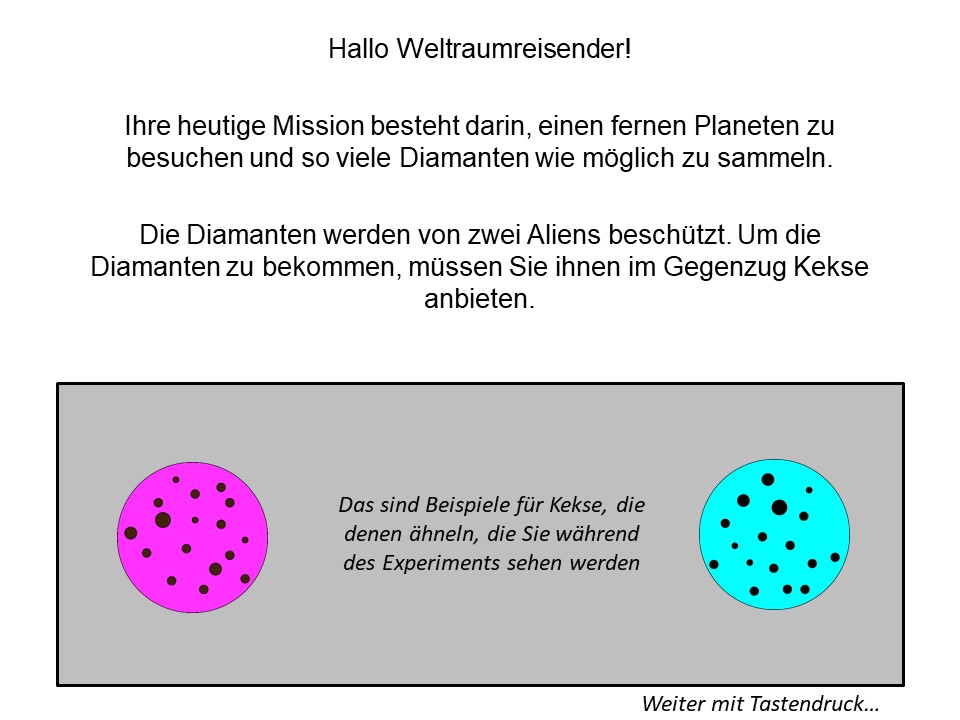 Hallo Weltraumreisender!
Ihre heutige Mission besteht darin, einen fernen Planeten zu
besuchen und so viele Diamanten wie möglich zu sammeln.
Die Diamanten werden von zwei Aliens beschützt. Um die
Diamanten zu bekommen, müssen Sie ihnen im Gegenzug Kekse
anbieten.
Das sind Beispiele für Kekse, die
denen ähneln, die Sie während
des Experiments sehen werden
Weiter mit Tastendruck...